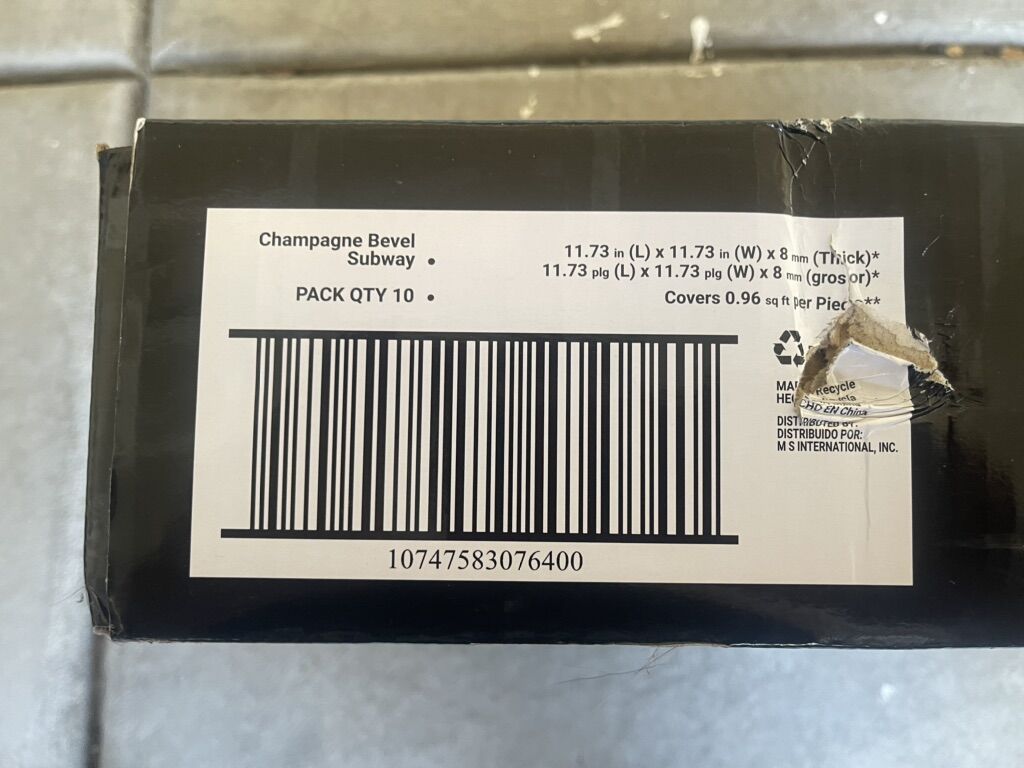 Champagne Bevel
Subway •
PACK QTY 10 •
11.73 in (L) x 11.73 in (W) x 8 mm (Thick)*
11.73 plg (L) x 11.73 plg (W) x 8 mm (grosor)*
Covers 0.96 sq ft per
10747583076400
Recycle
EN China
DISTRIBUTED BY:
DISTRIBUIDO POR:
M S INTERNATIONAL, INC.